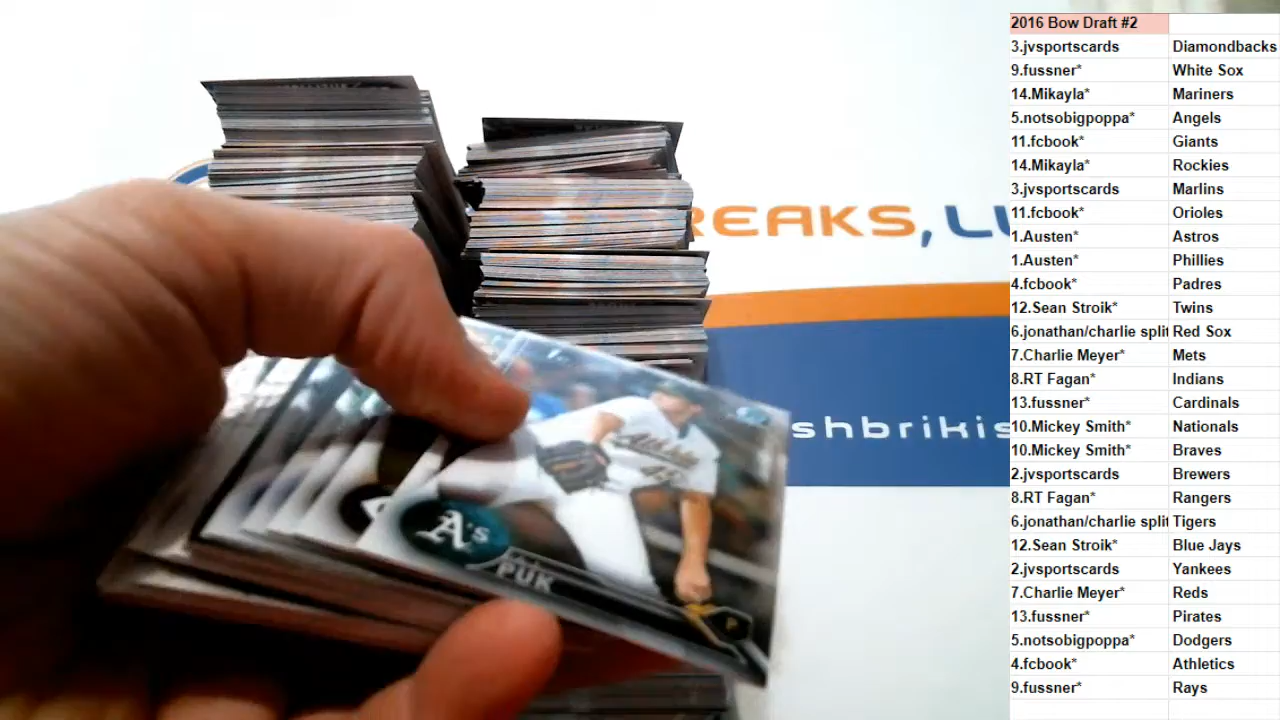 2016 Bow Draft #2
3.jvsportscards Diamondbacks
9.fussner* White Sox
14.Mikayla* Mariners
5.notsobigpoppa* Angels
11.fcbook* Giants
14.Mikayla* Rockies
3.jvsportscards Marlins
11.fcbook* Orioles
1.Austen* Astros
1.Austen* Phillies
4.fcbook* Padres
12.Sean Stroik* Twins
6.jonathan/charlie split Red Sox
7.Charlie Meyer* Mets
8.RT Fagan* Indians
13.fussner* Cardinals
10.Mickey Smith* Nationals
10.Mickey Smith* Braves
2.jvsportscards Brewers
8.RT Fagan* Rangers
6.jonathan/charlie split Tigers
12.Sean Stroik* Blue Jays
2.jvsportscards Yankees
7.Charlie Meyer* Reds
13.fussner* Pirates
5.notsobigpoppa* Dodgers
4.fcbook* Athletics
9.fussner* Rays
REAKS, L
shbrikis
Athletics
A's
PUK
P